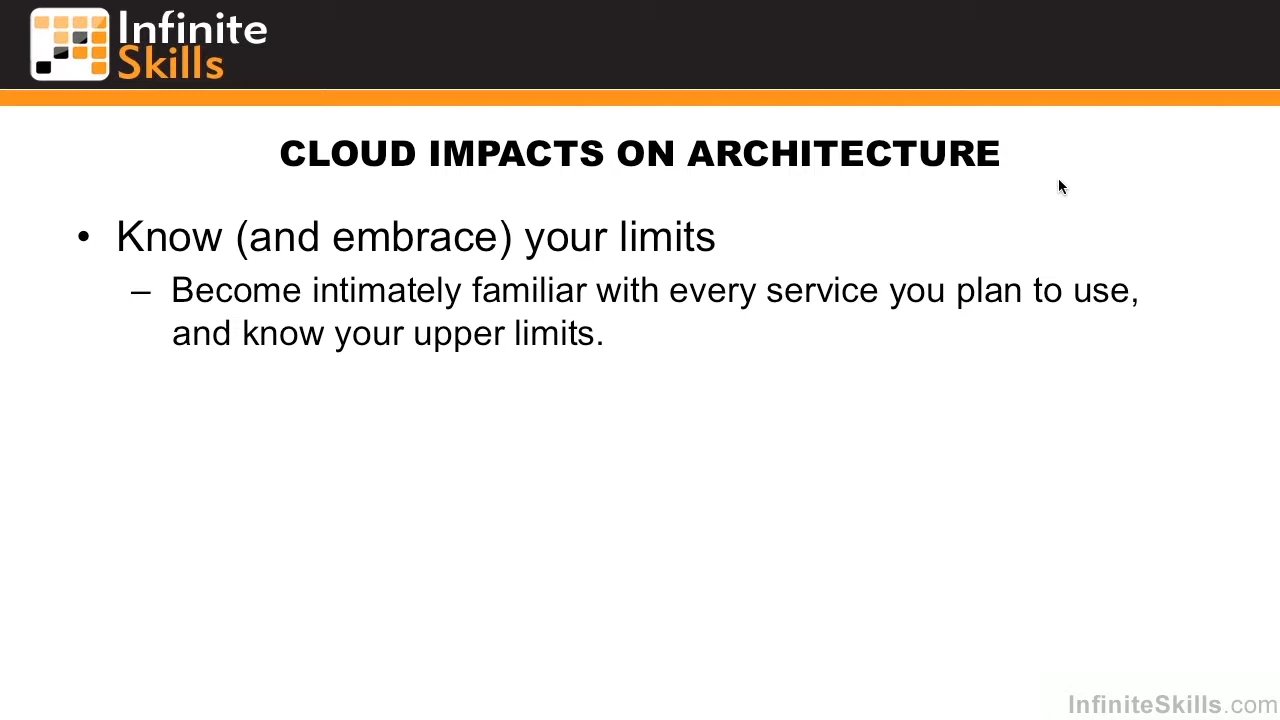 Infinite
Skills
CLOUD IMPACTS ON ARCHITECTURE
• Know (and embrace) your limits
– Become intimately familiar with every service you plan to use,
and know your upper limits.
InfiniteSkills.com